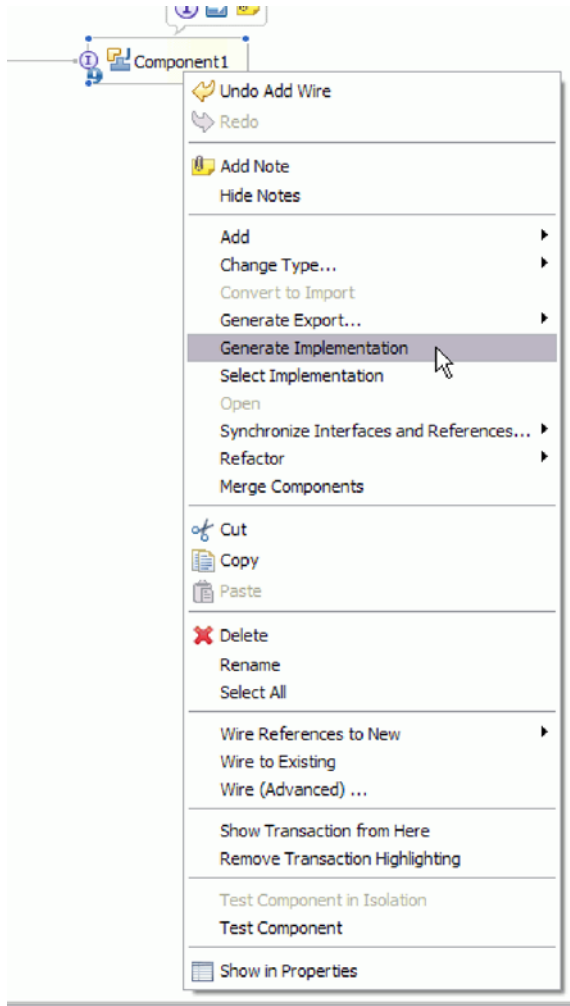 Component1
Undo Add Wire
Redo
Add Note
Hide Notes
Add
Change Type...
Convert to Import
Generate Export...
Generate Implementation
Select Implementation
Open
Synchronize Interfaces and References...
Refactor
Merge Components
Cut
Copy
Paste
Delete
Rename
Select All
Wire References to New
Wire to Existing
Wire (Advanced) ...
Show Transaction from Here
Remove Transaction Highlighting
Test Component in Isolation
Test Component
Show in Properties